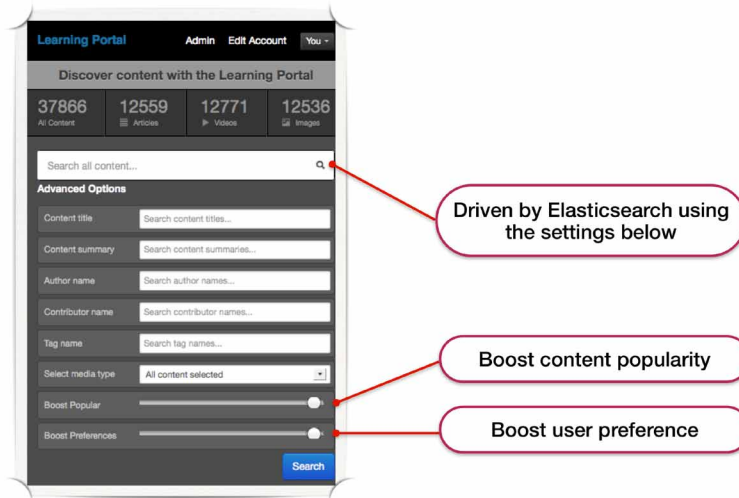 Learning Portal Admin Edit Account You
Discover content with the Learning Portal
37866 12559 12771 12536
All Content Articles Videos Images
Search all content...
Advanced Options
Content title Search content titles...
Content summary Search content summaries...
Author name Search author names...
Contributor name Search contributor names...
Tag name Search tag names...
Select media type All content selected
Boost Popular
Boost Preferences
Search
Driven by Elasticsearch using
the settings below
Boost content popularity
Boost user preference